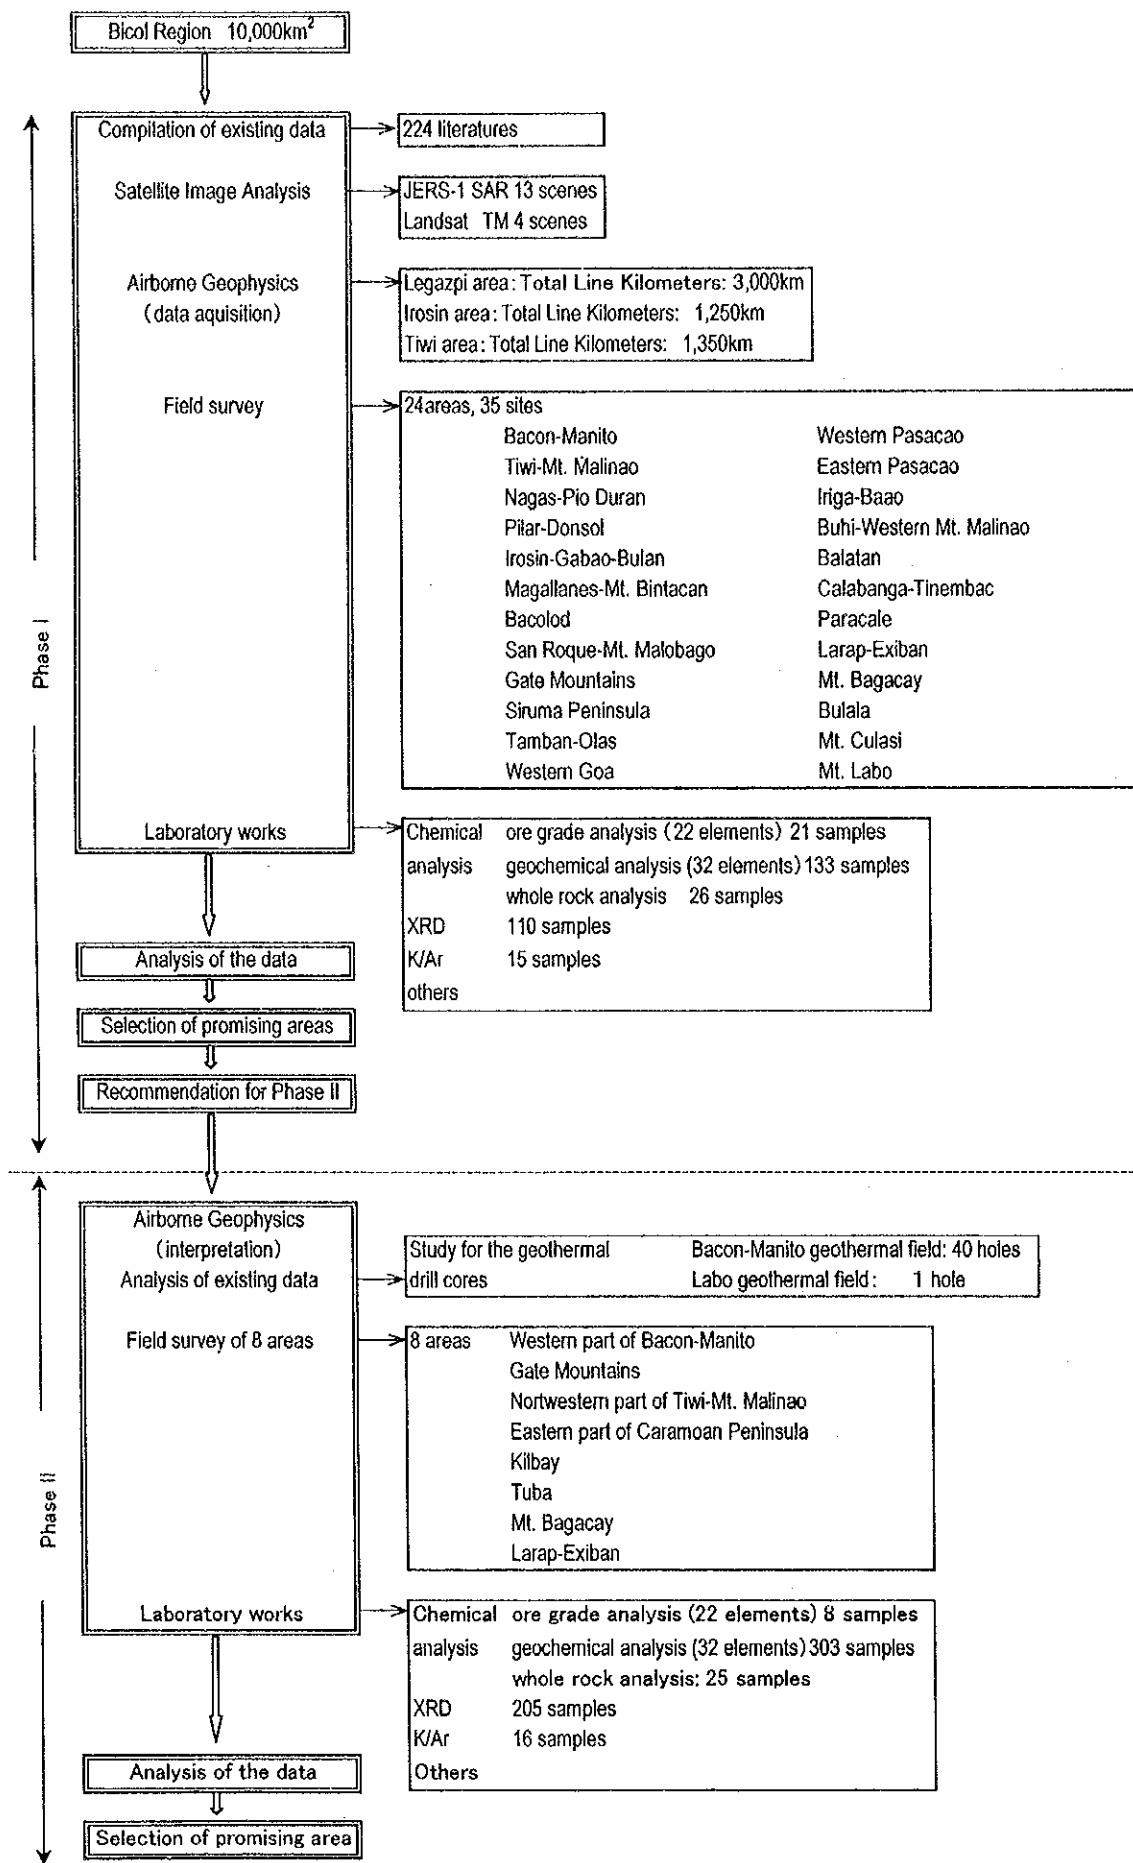 Bicol Region 10,000km²
Phase I
Compilation of existing data
224 literatures
Satellite Image Analysis
JERS-1 SAR 13 scenes
Landsat TM 4 scenes
Airborne Geophysics
(data aquisition)
Legazpi area: Total Line Kilometers: 3,000km
Irosin area: Total Line Kilometers: 1,250km
Tiwi area: Total Line Kilometers: 1,350km
Field survey
24areas, 35 sites
Bacon-Manito Western Pasacao
Tiwi-Mt. Malinao Eastern Pasacao
Nagas-Pio Duran Iriga-Baao
Pilar-Donsol Buhi-Western Mt. Malinao
Irosin-Gabao-Bulan Balatan
Magallanes-Mt. Bintacan Calabanga-Tinembac
Bacolod Paracale
San Roque-Mt. Malobago Larap-Exiban
Gate Mountains Mt. Bagacay
Siruma Peninsula Bulala
Tamban-Olas Mt. Culasi
Western Goa Mt. Labo
Laboratory works
Chemical ore grade analysis (22 elements) 21 samples
analysis geochemical analysis (32 elements) 133 samples
whole rock analysis 26 samples
XRD 110 samples
K/Ar 15 samples
others
Analysis of the data
Selection of promising areas
Recommendation for Phase II
Phase II
Airborne Geophysics
(interpretation)
Analysis of existing data
Study for the geothermal Bacon-Manito geothermal field: 40 holes
drill cores Labo geothermal field: 1 hole
Field survey of 8 areas
8 areas Western part of Bacon-Manito
Gate Mountains
Nortwestern part of Tiwi-Mt. Malinao
Eastern part of Caramoan Peninsula
Kilbay
Tuba
Mt. Bagacay
Larap-Exiban
Laboratory works
Chemical ore grade analysis (22 elements) 8 samples
analysis geochemical analysis (32 elements) 303 samples
whole rock analysis: 25 samples
XRD 205 samples
K/Ar 16 samples
Others
Analysis of the data
Selection of promising area